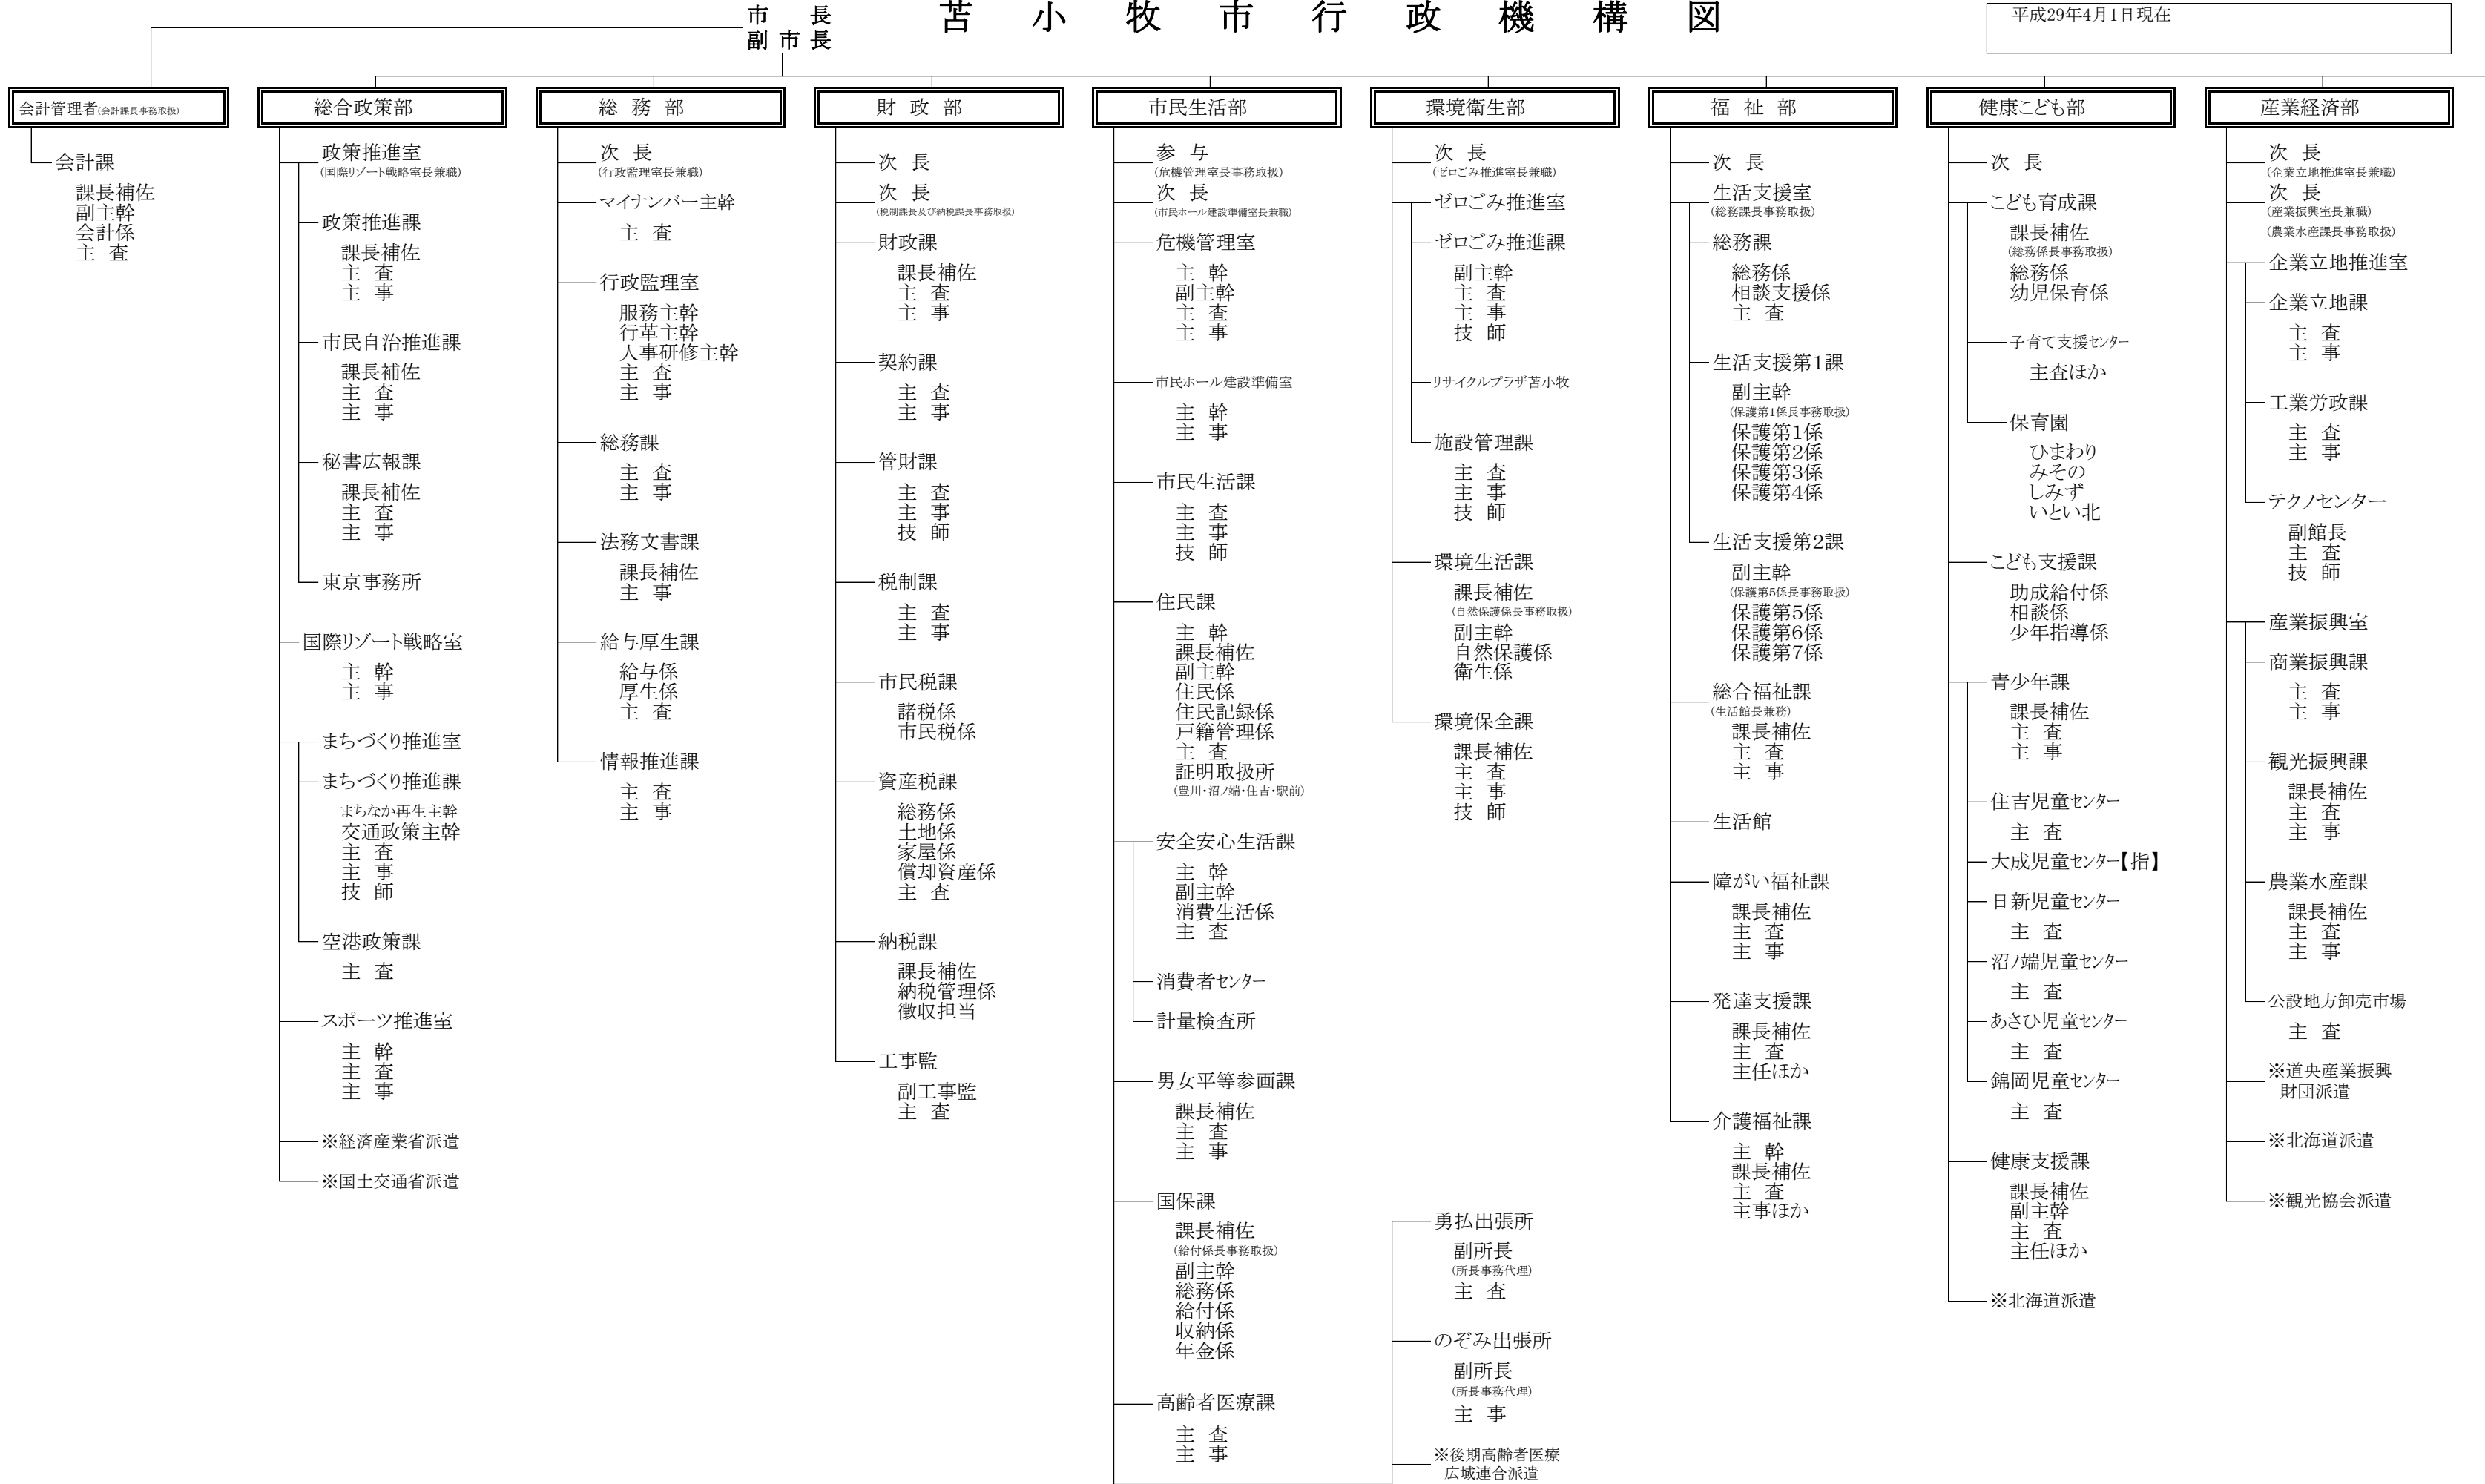 市長
副市長
苫小牧市行政機構図
平成29年4月1日現在
会計管理者(会計課長事務取扱)
会計課
課長補佐
副主幹
会計係
主 査
総合政策部
政策推進室
(国際リゾート戦略室長兼職)
政策推進課
課長補佐
主 査
主 事
市民自治推進課
課長補佐
主 査
主 事
秘書広報課
課長補佐
主 査
主 事
東京事務所
国際リゾート戦略室
主 幹
主 事
まちづくり推進室
まちづくり推進課
まちなか再生主幹
交通政策主幹
主 査
主 事
技 師
空港政策課
主 査
スポーツ推進室
主 幹
主 査
主 事
※経済産業省派遣
※国土交通省派遣
総 務 部
次 長
(行政監理室長兼職)
マイナンバー主幹
主 査
行政監理室
服務主幹
行革主幹
人事研修主幹
主 査
主 事
総務課
主 査
主 事
法務文書課
課長補佐
主 事
給与厚生課
給与係
厚生係
主 査
情報推進課
主 査
主 事
財 政 部
次 長
次 長
(税制課長及び納税課長事務取扱)
財政課
課長補佐
主 査
主 事
契約課
主 査
主 事
管財課
主 査
主 事
技 師
税制課
主 査
主 事
市民税課
諸税係
市民税係
資産税課
総務係
土地係
家屋係
償却資産係
主 査
納税課
課長補佐
納税管理係
徴収担当
工事監
副工事監
主 査
市民生活部
参 与
(危機管理室長事務取扱)
次 長
(市民ホール建設準備室長兼職)
危機管理室
主 幹
副主幹
主 査
主 事
市民ホール建設準備室
主 幹
主 事
市民生活課
主 査
主 事
技 師
住民課
主 幹
課長補佐
副主幹
住民係
住民記録係
戸籍管理係
主 査
証明取扱所
(豊川・沼ノ端・住吉・駅前)
安全安心生活課
主 幹
副主幹
消費生活係
主 査
消費者センター
計量検査所
男女平等参画課
課長補佐
主 査
主 事
国保課
課長補佐
(給付係長事務取扱)
副主幹
総務係
給付係
収納係
年金係
高齢者医療課
主 査
主 事
勇払出張所
副所長
(所長事務代理)
主 査
のぞみ出張所
副所長
(所長事務代理)
主 事
※後期高齢者医療
広域連合派遣
環境衛生部
次 長
(ゼロごみ推進室長兼職)
ゼロごみ推進室
ゼロごみ推進課
副主幹
主 査
主 事
技 師
リサイクルプラザ苫小牧
施設管理課
主 査
主 事
技 師
環境生活課
課長補佐
(自然保護係長事務取扱)
副主幹
自然保護係
衛生係
環境保全課
課長補佐
主 査
主 事
技 師
福 祉 部
次 長
生活支援室
(総務課長事務取扱)
総務課
総務係
相談支援係
主 査
生活支援第1課
副主幹
(保護第1係長事務取扱)
保護第1係
保護第2係
保護第3係
保護第4係
生活支援第2課
副主幹
(保護第5係長事務取扱)
保護第5係
保護第6係
保護第7係
総合福祉課
(生活館長兼務)
課長補佐
主 査
主 事
生活館
障がい福祉課
課長補佐
主 査
主 事
発達支援課
課長補佐
主 査
主任ほか
介護福祉課
主 幹
課長補佐
主 査
主事ほか
健康こども部
次 長
こども育成課
課長補佐
(総務係長事務取扱)
総務係
幼児保育係
子育て支援センター
主査ほか
保育園
ひまわり
みその
しみず
いとい北
こども支援課
助成給付係
相談係
少年指導係
青少年課
課長補佐
主 査
主 事
住吉児童センター
主 査
大成児童センター【指】
日新児童センター
主 査
沼ノ端児童センター
主 査
あさひ児童センター
主 査
錦岡児童センター
主 査
健康支援課
課長補佐
副主幹
主 査
主任ほか
※北海道派遣
産業経済部
次 長
(企業立地推進室長兼職)
次 長
(産業振興室長兼職)
(農業水産課長事務取扱)
企業立地推進室
企業立地課
主 査
主 事
工業労政課
主 査
主 事
テクノセンター
副館長
主 査
技 師
産業振興室
商業振興課
主 査
主 事
観光振興課
課長補佐
主 査
主 事
農業水産課
課長補佐
主 査
主 事
公設地方卸売市場
主 査
※道央産業振興
財団派遣
※北海道派遣
※観光協会派遣